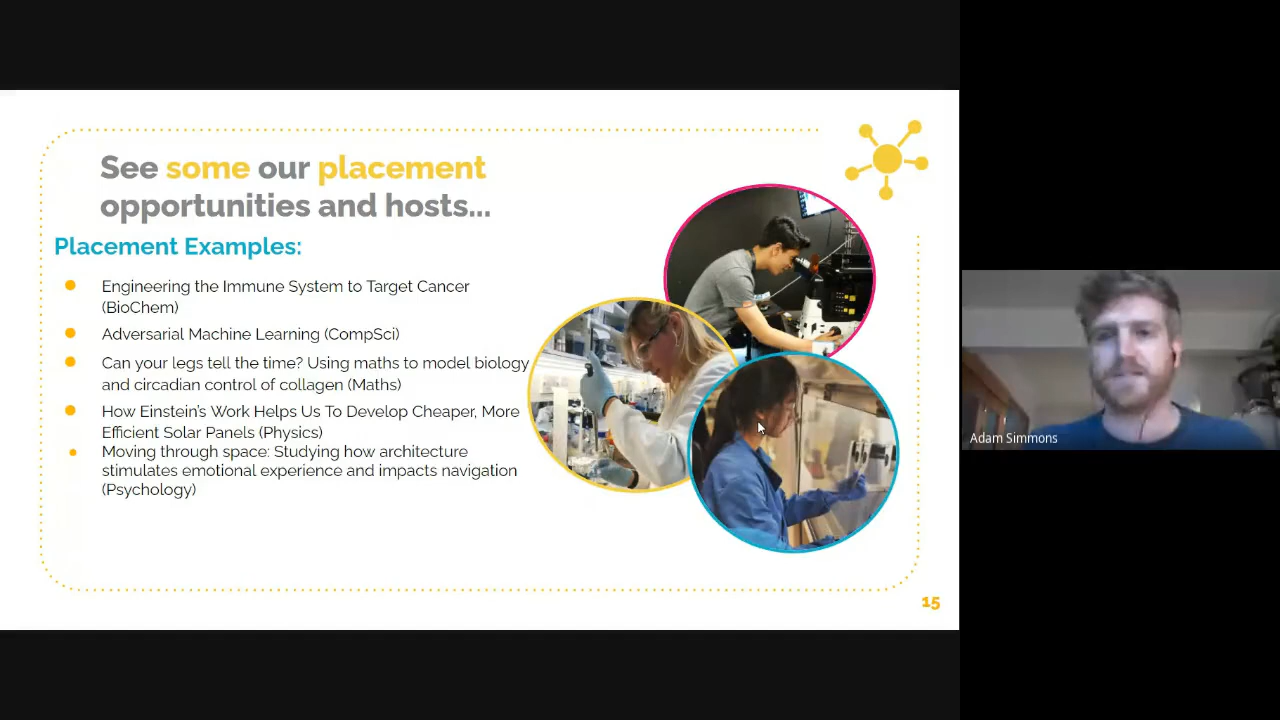 See some our placement
opportunities and hosts...
Placement Examples:
Engineering the Immune System to Target Cancer
(BioChem)
Adversarial Machine Learning (CompSci)
Can your legs tell the time? Using maths to model biology
and circadian control of collagen (Maths)
How Einstein's Work Helps Us To Develop Cheaper, More
Efficient Solar Panels (Physics)
Moving through space: Studying how architecture
stimulates emotional experience and impacts navigation
(Psychology)
15
Adam Simmons